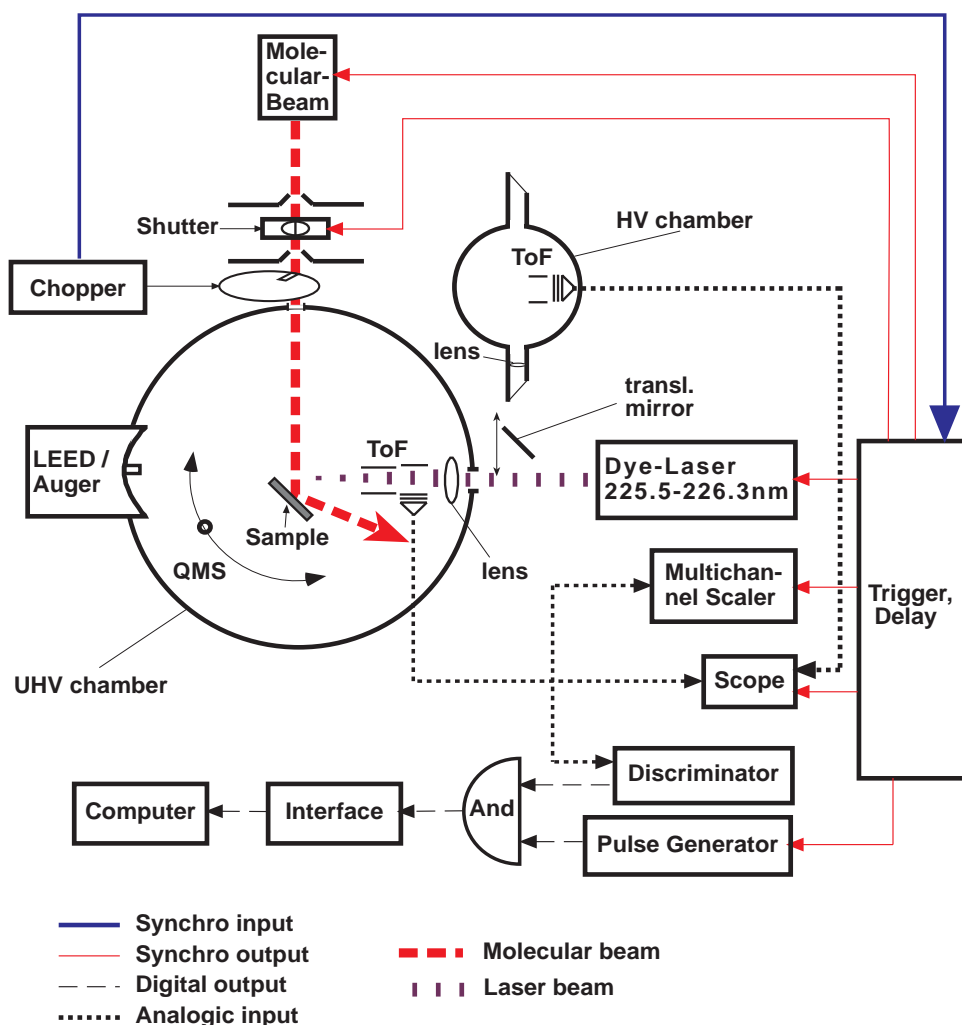 Mole-
cular-
Beam
Shutter
HV chamber
ToF
Chopper
lens
transl.
mirror
LEED /
Auger
ToF
Dye-Laser
225.5-226.3nm
Sample
QMS
lens
Multichan-
nel Scaler
Trigger,
Delay
UHV chamber
Scope
Discriminator
Computer
Interface
And
Pulse Generator
Synchro input
Synchro output
Digital output
Analogic input
Molecular beam
Laser beam